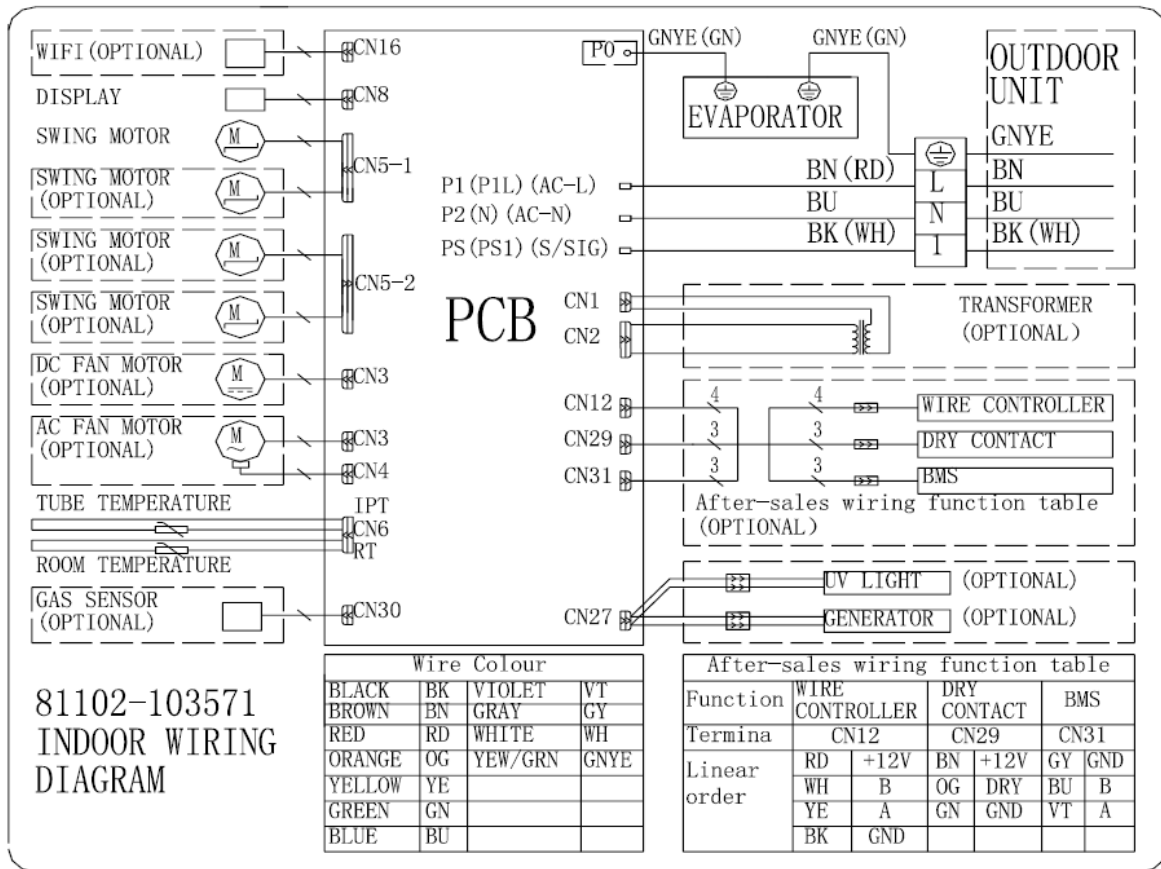 WIFI(OPTIONAL)
CN16
DISPLAY
CN8
SWING MOTOR
M
CN5-1
SWING MOTOR
(OPTIONAL)
M
SWING MOTOR
(OPTIONAL)
M
CN5-2
SWING MOTOR
(OPTIONAL)
M
DC FAN MOTOR
(OPTIONAL)
M
CN3
AC FAN MOTOR
(OPTIONAL)
M
~
CN3
CN4
TUBE TEMPERATURE
IPT
CN6
RT
ROOM TEMPERATURE
GAS SENSOR
(OPTIONAL)
CN30
PCB
P0
GNYE(GN)
GNYE(GN)
EVAPORATOR
OUTDOOR
UNIT
GNYE
P1(P1L)(AC-L)
BN(RD)
L
BN
P2(N)(AC-N)
BU
N
BU
PS(PS1)(S/SIG)
BK(WH)
1
BK(WH)
CN1
CN2
TRANSFORMER
(OPTIONAL)
CN12
4
4
WIRE CONTROLLER
CN29
3
3
DRY CONTACT
CN31
3
3
BMS
After-sales wiring function table
(OPTIONAL)
UV LIGHT
(OPTIONAL)
CN27
GENERATOR
(OPTIONAL)
81102-103571
INDOOR WIRING
DIAGRAM
Wire Colour
BLACK BK VIOLET VT
BROWN BN GRAY GY
RED RD WHITE WH
ORANGE OG YEW/GRN GNYE
YELLOW YE
GREEN GN
BLUE BU
After-sales wiring function table
Function WIRE CONTROLLER DRY CONTACT BMS
Termina CN12 CN29 CN31
Linear order
RD +12V BN +12V GY GND
WH B OG DRY BU B
YE A GN GND VT A
BK GND